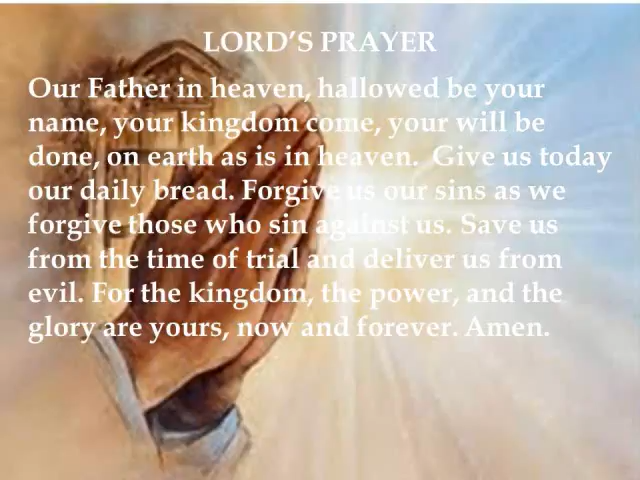 LORD’S PRAYER
Our Father in heaven, hallowed be your
name, your kingdom come, your will be
done, on earth as is in heaven. Give us today
our daily bread. Forgive us our sins as we
forgive those who sin against us. Save us
from the time of trial and deliver us from
evil. For the kingdom, the power, and the
glory are yours, now and forever. Amen.